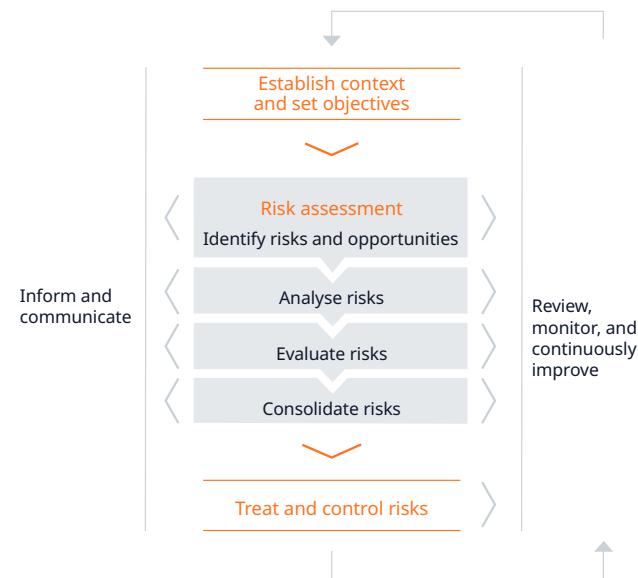 Establish context
and set objectives
Risk assessment
Identify risks and opportunities
Analyse risks
Evaluate risks
Consolidate risks
Treat and control risks
Inform and
communicate
Review,
monitor, and
continuously
improve